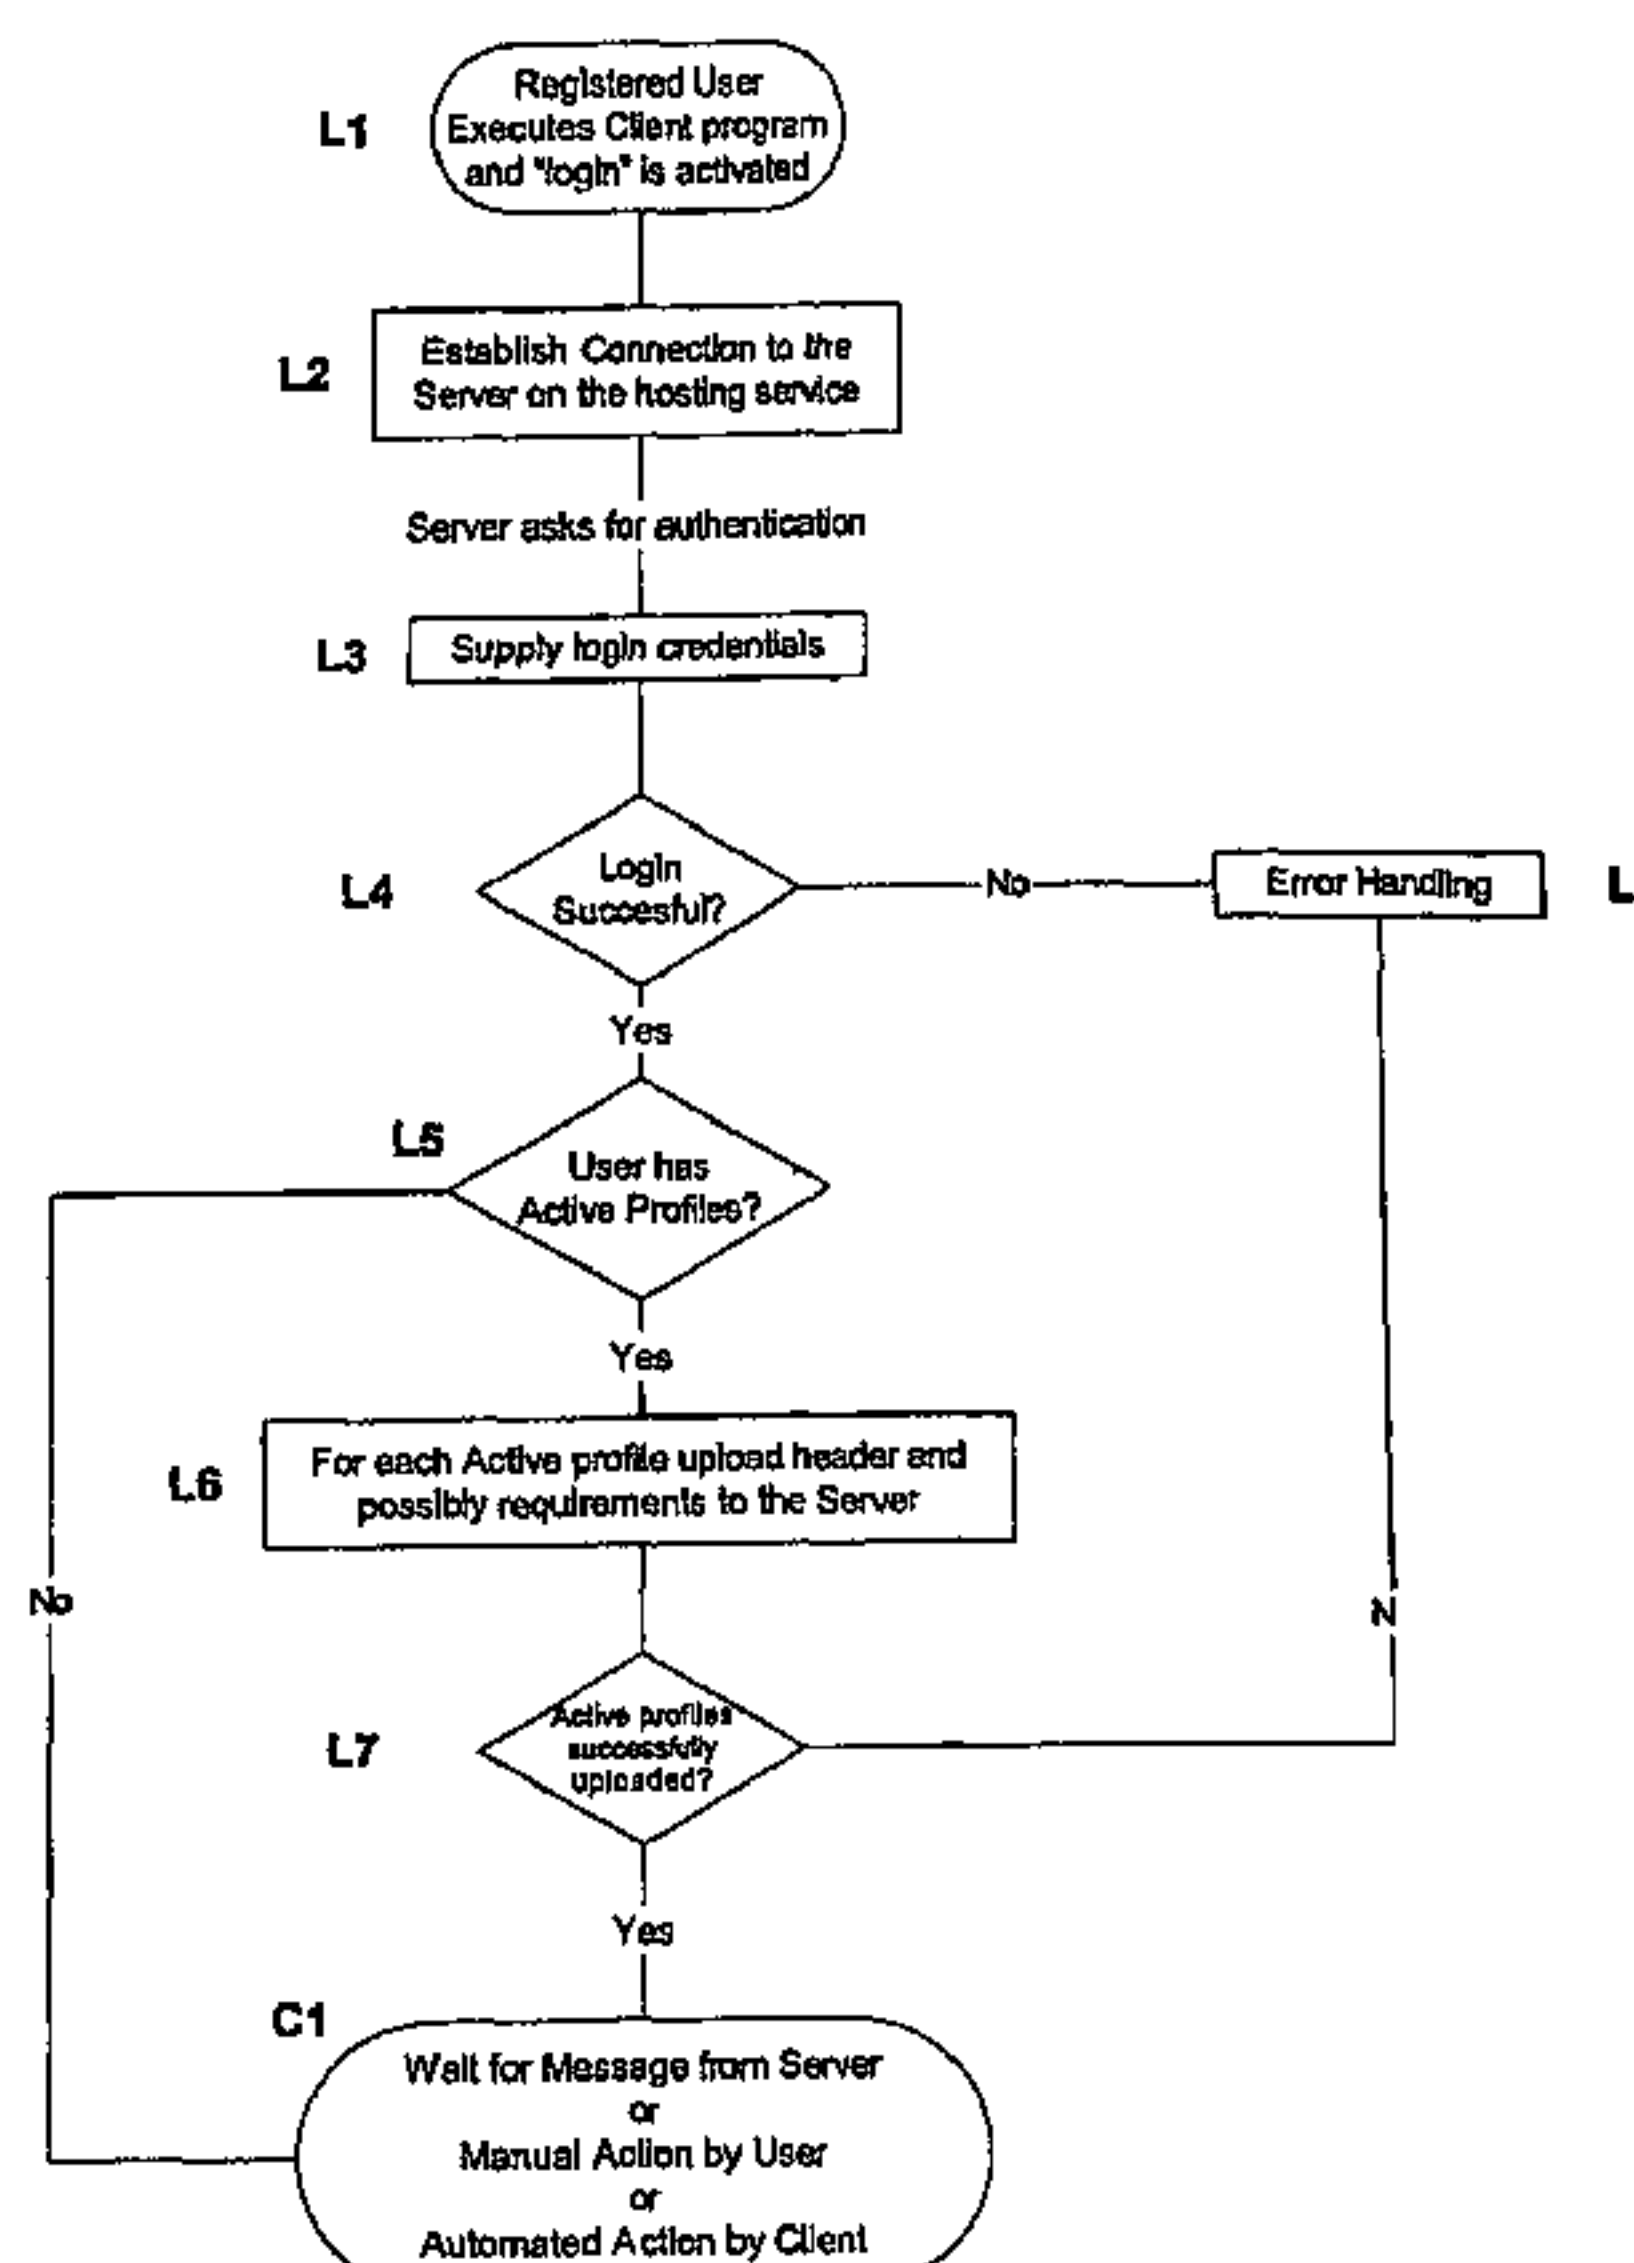 Registered User
L1
Executes Client program
and "login" is activated
Establish Connection to the
L2
Server on the hosting service
Server asks for authentication
L3
Supply login credentials
Login
L4
Succesful?
No
Error Handling
L
Yes
L5
User has
Active Profiles?
Yes
For each Active profile upload header and
L6
possibly requirements to the Server
No
N
Active profiles
L7
successfully
uploaded?
Yes
C1
Wait for Message from Server
or
Manual Action by User
or
Automated Action by Client